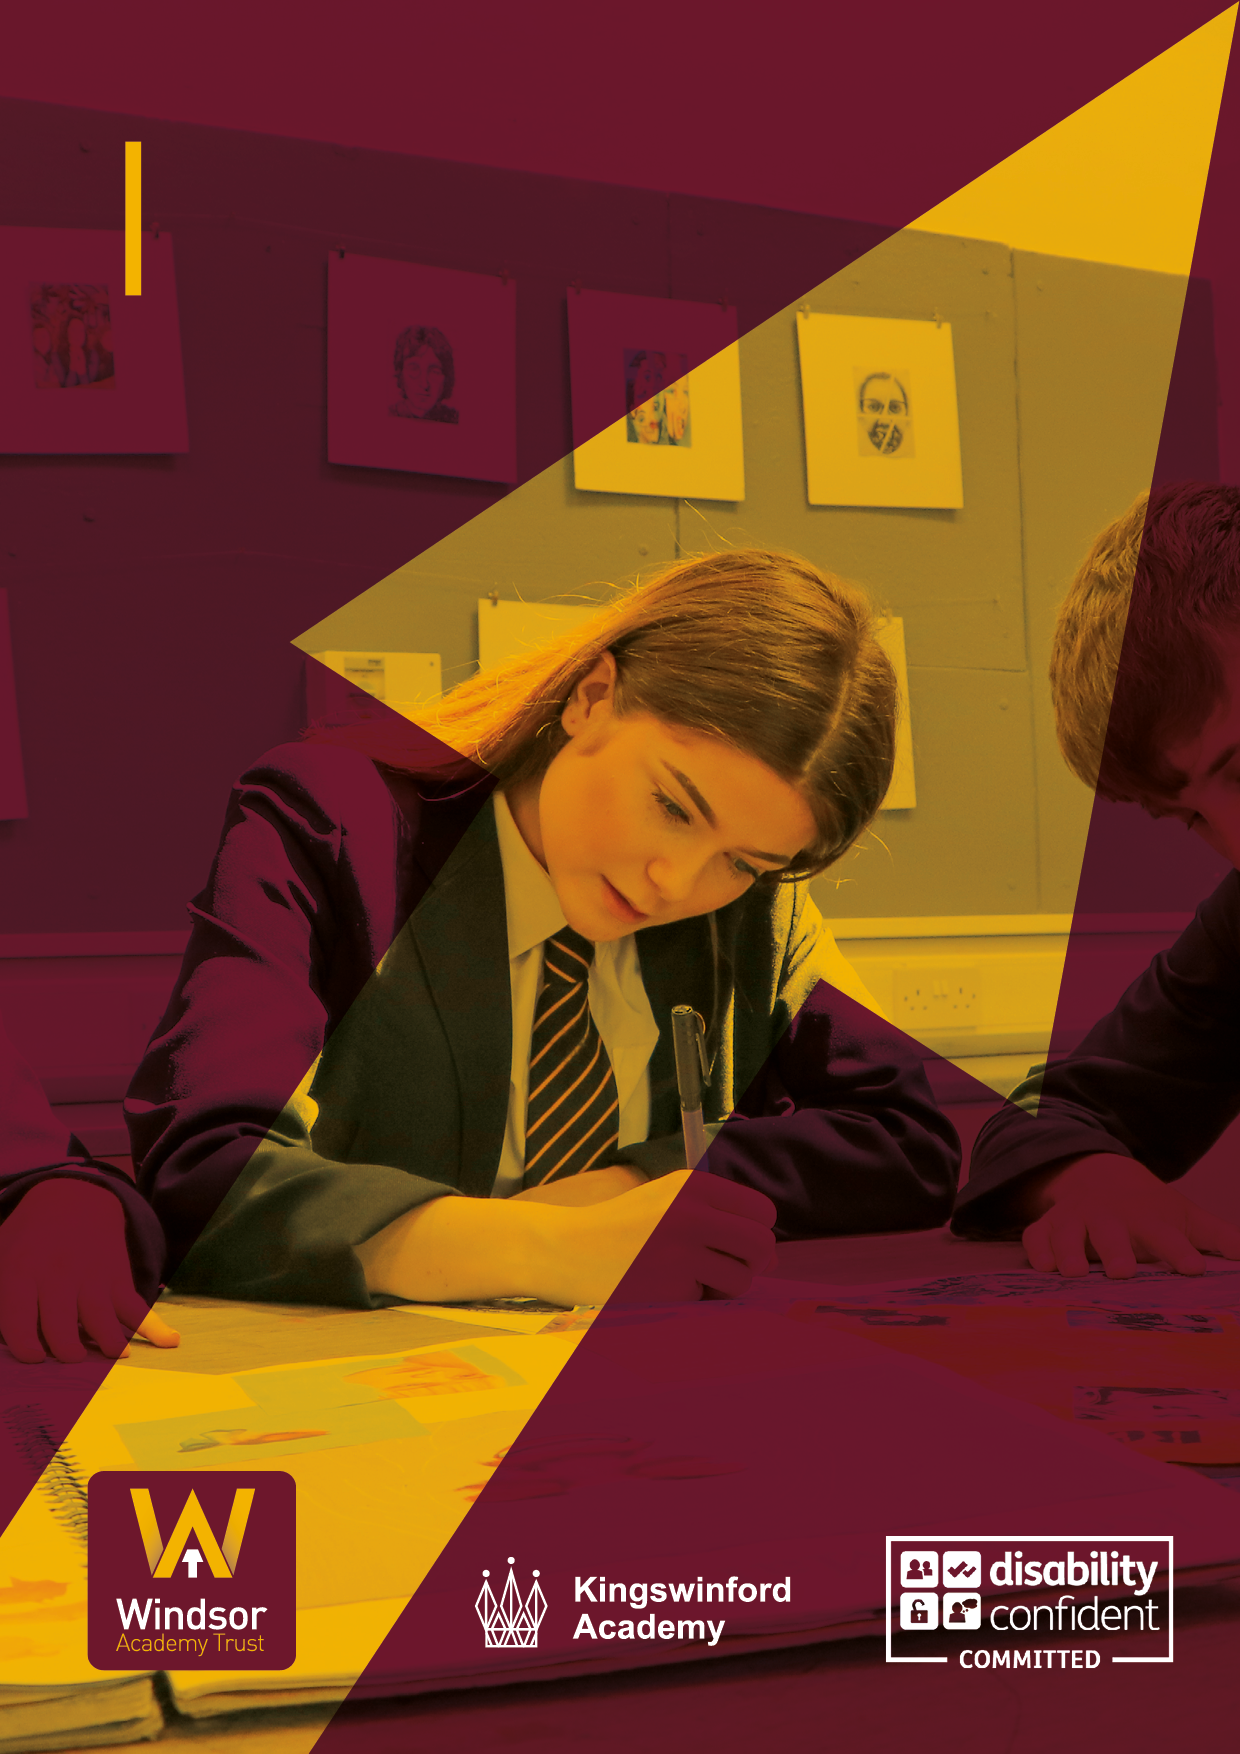 Windsor
Academy Trust
Kingswinford
Academy
disability
confident
COMMITTED